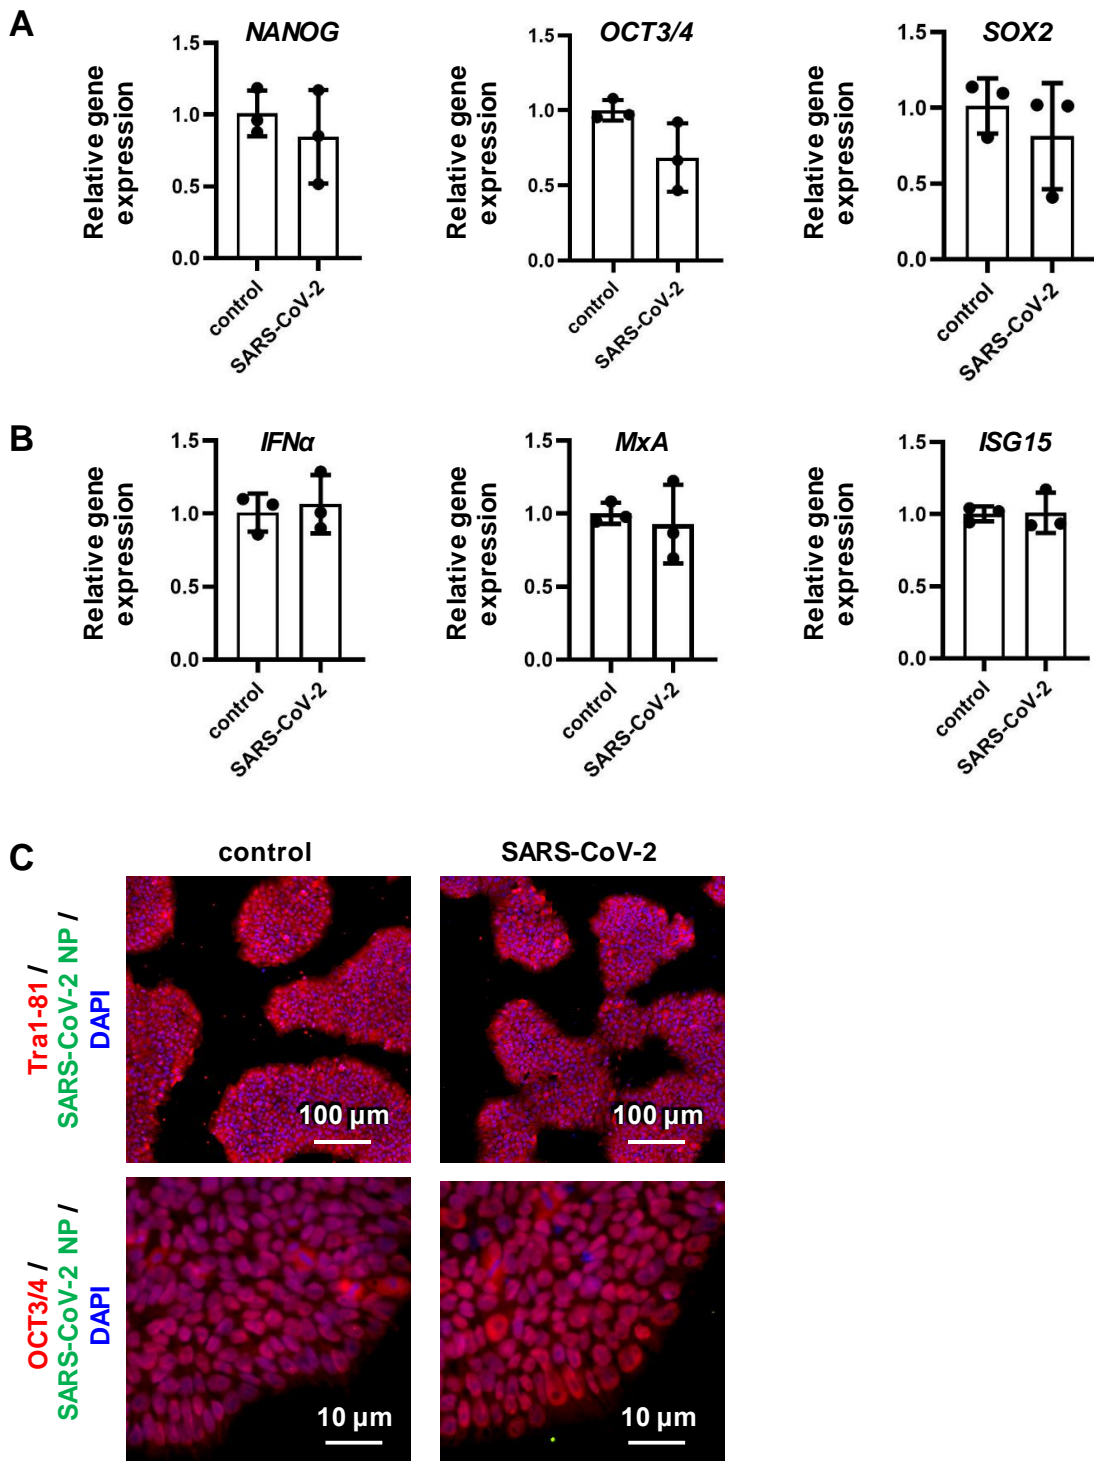 A
NANOG
OCT3/4
SOX2
Relative gene
expression
1.5
1.0
0.5
0.0
control
SARS-CoV-2
Relative gene
expression
1.5
1.0
0.5
0.0
control
SARS-CoV-2
Relative gene
expression
1.5
1.0
0.5
0.0
control
SARS-CoV-2
B
IFNα
MxA
ISG15
Relative gene
expression
1.5
1.0
0.5
0.0
control
SARS-CoV-2
Relative gene
expression
1.5
1.0
0.5
0.0
control
SARS-CoV-2
Relative gene
expression
1.5
1.0
0.5
0.0
control
SARS-CoV-2
C
control
SARS-CoV-2
Tra1-81 /
SARS-CoV-2 NP /
DAPI
100 µm
100 µm
OCT3/4 /
SARS-CoV-2 NP /
DAPI
10 µm
10 µm